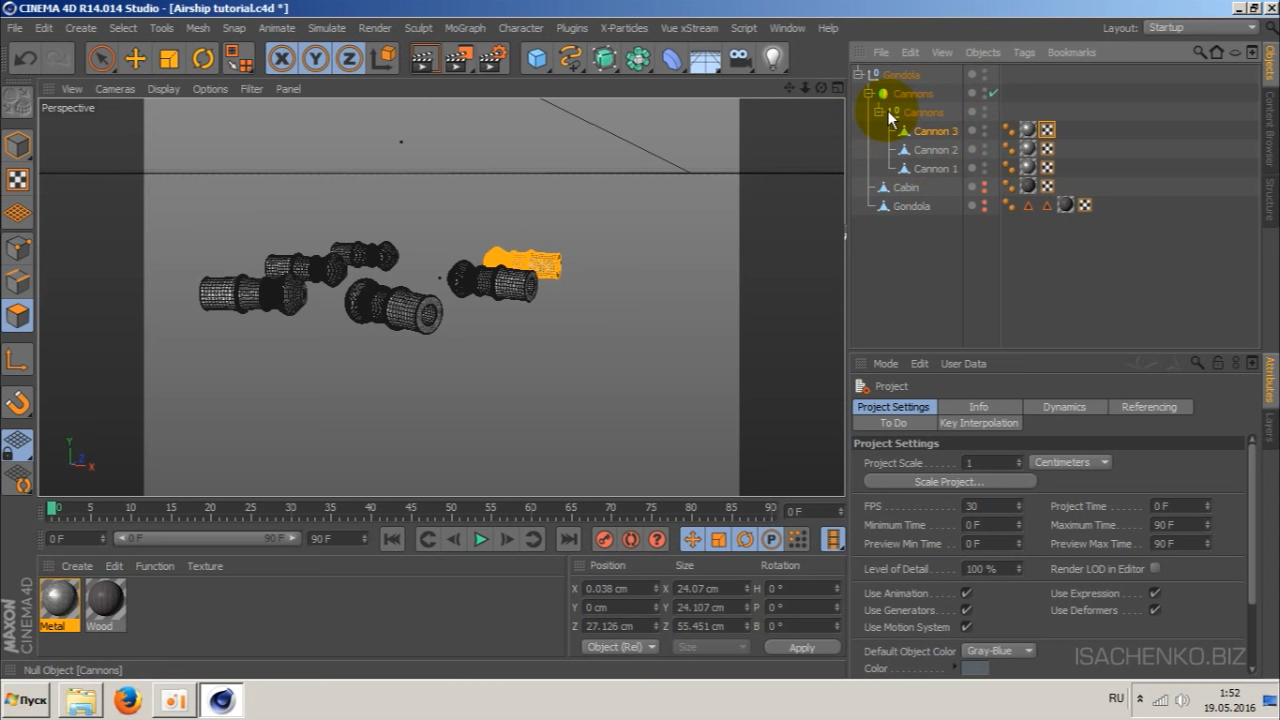 CINEMA 4D R14.014 Studio - [Airship tutorial.c4d *]
File Edit Create Select Tools Mesh Snap Animate Simulate Render Sculpt MoGraph Character Plugins X-Particles Vue xStream Script Window Help
Layout: Startup
View Cameras Display Options Filter Panel
Perspective
Y
Z
X
0 5 10 15 20 25 30 35 40 45 50 55 60 65 70 75 80 85 90 0 F
0 F 0 F 90 F 90 F
Create Edit Function Texture
Metal Wood
MAXON
CINEMA 4D
Position Size Rotation
X 0.038 cm X 24.07 cm H 0 °
Y 0 cm Y 24.107 cm P 0 °
Z 27.126 cm Z 55.451 cm B 0 °
Object (Rel) Size Apply
Null Object [Cannons]
File Edit View Objects Tags Bookmarks
Gondola
Cannons
Cannons
Cannon 3
Cannon 2
Cannon 1
Cabin
Gondola
Objects
Content Browser
Structure
Mode Edit User Data
Project
Project Settings Info Dynamics Referencing
To Do Key Interpolation
Project Settings
Project Scale 1 Centimeters
Scale Project...
FPS 30 Project Time 0 F
Minimum Time 0 F Maximum Time 90 F
Preview Min Time 0 F Preview Max Time 90 F
Level of Detail 100 % Render LOD in Editor
Use Animation Use Expression
Use Generators Use Deformers
Use Motion System
Default Object Color Gray-Blue
Color
Attributes
Layers
ISACHENKO.BIZ
Пуск
RU
1:52
19.05.2016